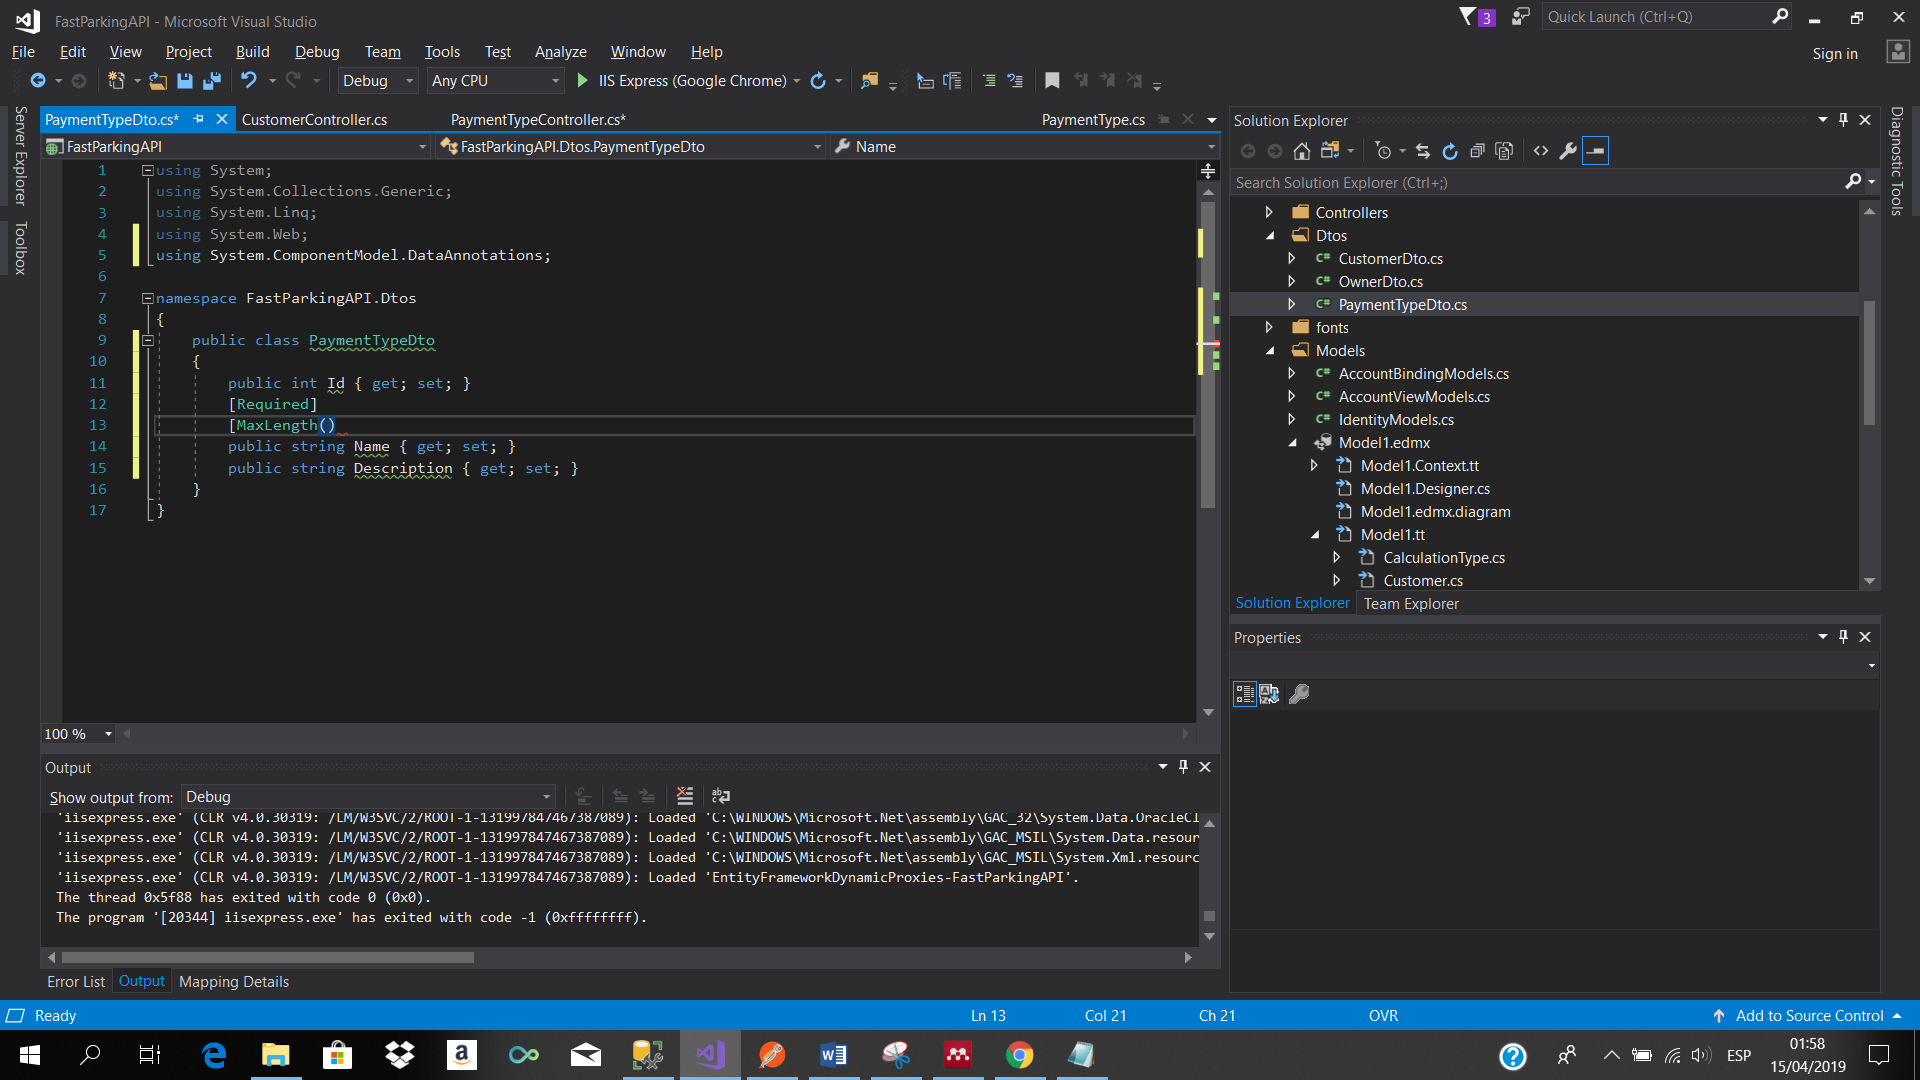 FastParkingAPI - Microsoft Visual Studio
3
Quick Launch (Ctrl+Q)
File Edit View Project Build Debug Team Tools Test Analyze Window Help
Sign in
Debug Any CPU IIS Express (Google Chrome)
Server Explorer
Toolbox
PaymentTypeDto.cs* CustomerController.cs PaymentTypeController.cs* PaymentType.cs
FastParkingAPI FastParkingAPI.Dtos.PaymentTypeDto Name
1 using System;
2 using System.Collections.Generic;
3 using System.Linq;
4 using System.Web;
5 using System.ComponentModel.DataAnnotations;
6
7 namespace FastParkingAPI.Dtos
8 {
9 public class PaymentTypeDto
10 {
11 public int Id { get; set; }
12 [Required]
13 [MaxLength()
14 public string Name { get; set; }
15 public string Description { get; set; }
16 }
17 }
100 %
Output
Show output from: Debug
'iisexpress.exe' (CLR v4.0.30319: /LM/W3SVC/2/ROOT-1-131997847467387089): Loaded 'C:\WINDOWS\Microsoft.Net\assembly\GAC_32\System.Data.OracleCl
'iisexpress.exe' (CLR v4.0.30319: /LM/W3SVC/2/ROOT-1-131997847467387089): Loaded 'C:\WINDOWS\Microsoft.Net\assembly\GAC_MSIL\System.Data.resour
'iisexpress.exe' (CLR v4.0.30319: /LM/W3SVC/2/ROOT-1-131997847467387089): Loaded 'C:\WINDOWS\Microsoft.Net\assembly\GAC_MSIL\System.Xml.resourc
'iisexpress.exe' (CLR v4.0.30319: /LM/W3SVC/2/ROOT-1-131997847467387089): Loaded 'EntityFrameworkDynamicProxies-FastParkingAPI'.
The thread 0x5f88 has exited with code 0 (0x0).
The program '[20344] iisexpress.exe' has exited with code -1 (0xffffffff).
Error List Output Mapping Details
Solution Explorer
Search Solution Explorer (Ctrl+;)
Controllers
Dtos
C# CustomerDto.cs
C# OwnerDto.cs
C# PaymentTypeDto.cs
fonts
Models
C# AccountBindingModels.cs
C# AccountViewModels.cs
C# IdentityModels.cs
Model1.edmx
Model1.Context.tt
Model1.Designer.cs
Model1.edmx.diagram
Model1.tt
CalculationType.cs
Customer.cs
Solution Explorer Team Explorer
Properties
Diagnostic Tools
Ready Ln 13 Col 21 Ch 21 OVR Add to Source Control
ESP
01:58
15/04/2019